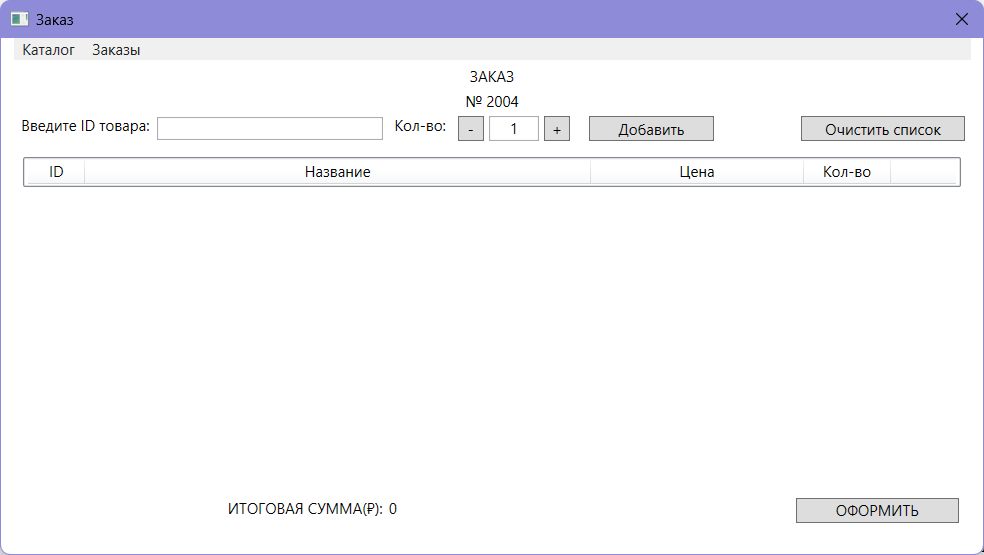 Заказ
Каталог Заказы
ЗАКАЗ
№ 2004
Введите ID товара: Кол-во: - 1 + Добавить Очистить список
ID Название Цена Кол-во
ИТОГОВАЯ СУММА(₽): 0 ОФОРМИТЬ